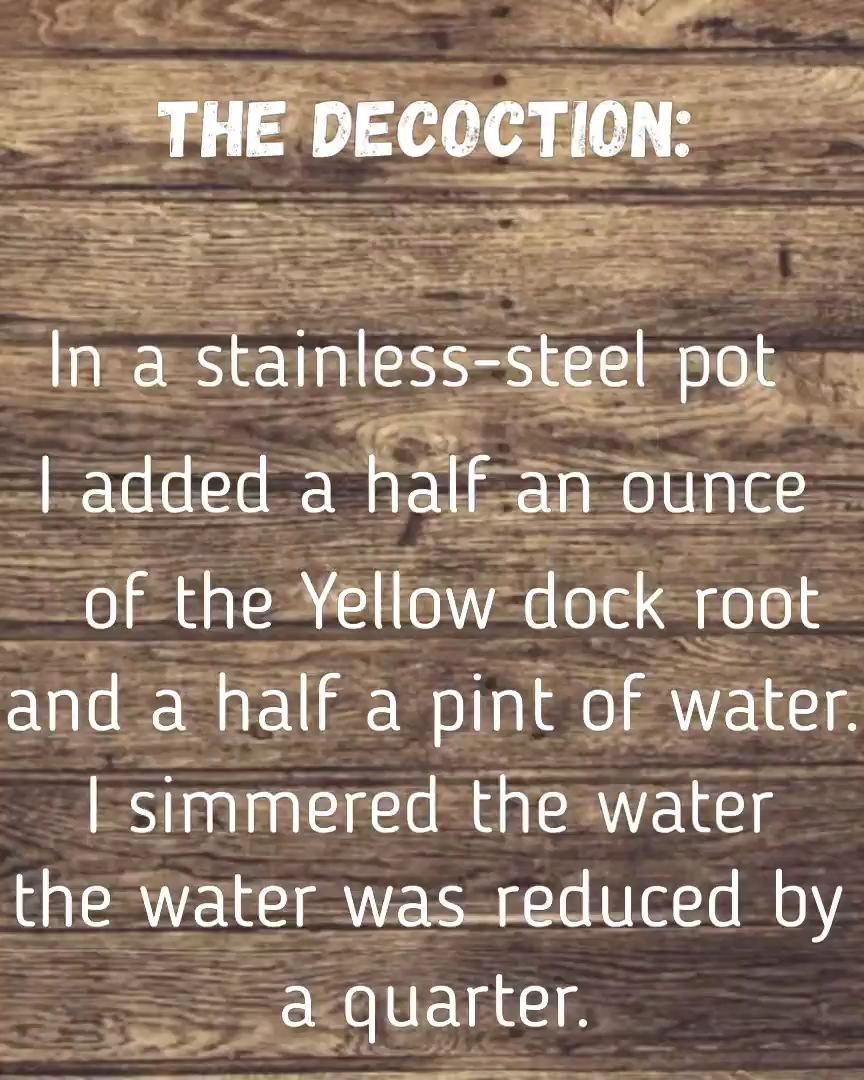 THE DECOCTION:
In a stainless-steel pot
I added a half an ounce
of the Yellow dock root
and a half a pint of water.
I simmered the water
the water was reduced by
a quarter.